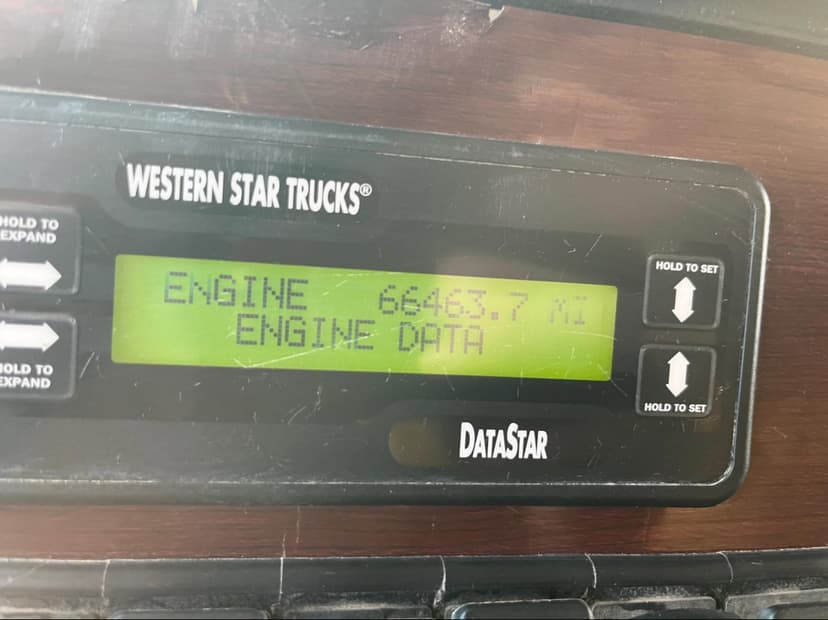 WESTERN STAR TRUCKS®
HOLD TO
EXPAND
ENGINE 66463.7 MI
ENGINE DATA
HOLD TO SET
HOLD TO
EXPAND
HOLD TO SET
DATASTAR